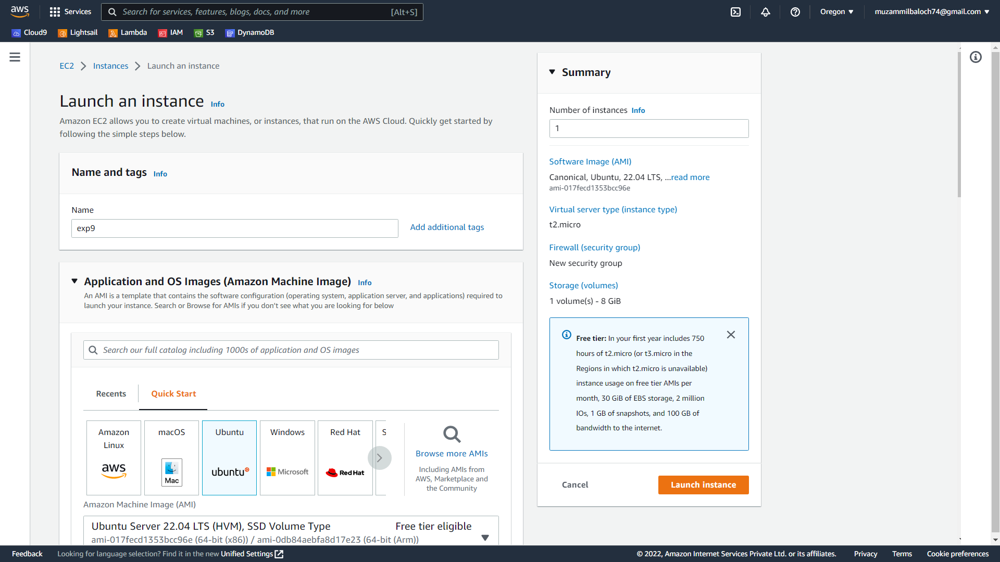 aws
Services
Search for services, features, blogs, docs, and more [Alt+S]
Oregon ▼
muzammilbaloch74@gmail.com ▼
Cloud9
Lightsail
Lambda
IAM
S3
DynamoDB
EC2 > Instances > Launch an instance
Launch an instance Info
Amazon EC2 allows you to create virtual machines, or instances, that run on the AWS Cloud. Quickly get started by
following the simple steps below.
Name and tags Info
Name
exp9
Add additional tags
▼ Application and OS Images (Amazon Machine Image) Info
An AMI is a template that contains the software configuration (operating system, application server, and applications) required to
launch your instance. Search or Browse for AMIs if you don’t see what you are looking for below
Search our full catalog including 1000s of application and OS images
Recents
Quick Start
Amazon
Linux
aws
macOS
Mac
Ubuntu
ubuntu
Windows
Microsoft
Red Hat
Red Hat
S
Browse more AMIs
Including AMIs from
AWS, Marketplace and
the Community
Amazon Machine Image (AMI)
Ubuntu Server 22.04 LTS (HVM), SSD Volume Type
Free tier eligible
ami-017fecd1353bcc96e (64-bit (x86)) / ami-0db84aebfa8d17e23 (64-bit (Arm))
▼ Summary
Number of instances Info
1
Software Image (AMI)
Canonical, Ubuntu, 22.04 LTS, ...read more
ami-017fecd1353bcc96e
Virtual server type (instance type)
t2.micro
Firewall (security group)
New security group
Storage (volumes)
1 volume(s) - 8 GiB
Free tier: In your first year includes 750
hours of t2.micro (or t3.micro in the
Regions in which t2.micro is unavailable)
instance usage on free tier AMIs per
month, 30 GiB of EBS storage, 2 million
IOs, 1 GB of snapshots, and 100 GB of
bandwidth to the internet.
Cancel
Launch instance
Feedback
Looking for language selection? Find it in the new Unified Settings
© 2022, Amazon Internet Services Private Ltd. or its affiliates.
Privacy
Terms
Cookie preferences